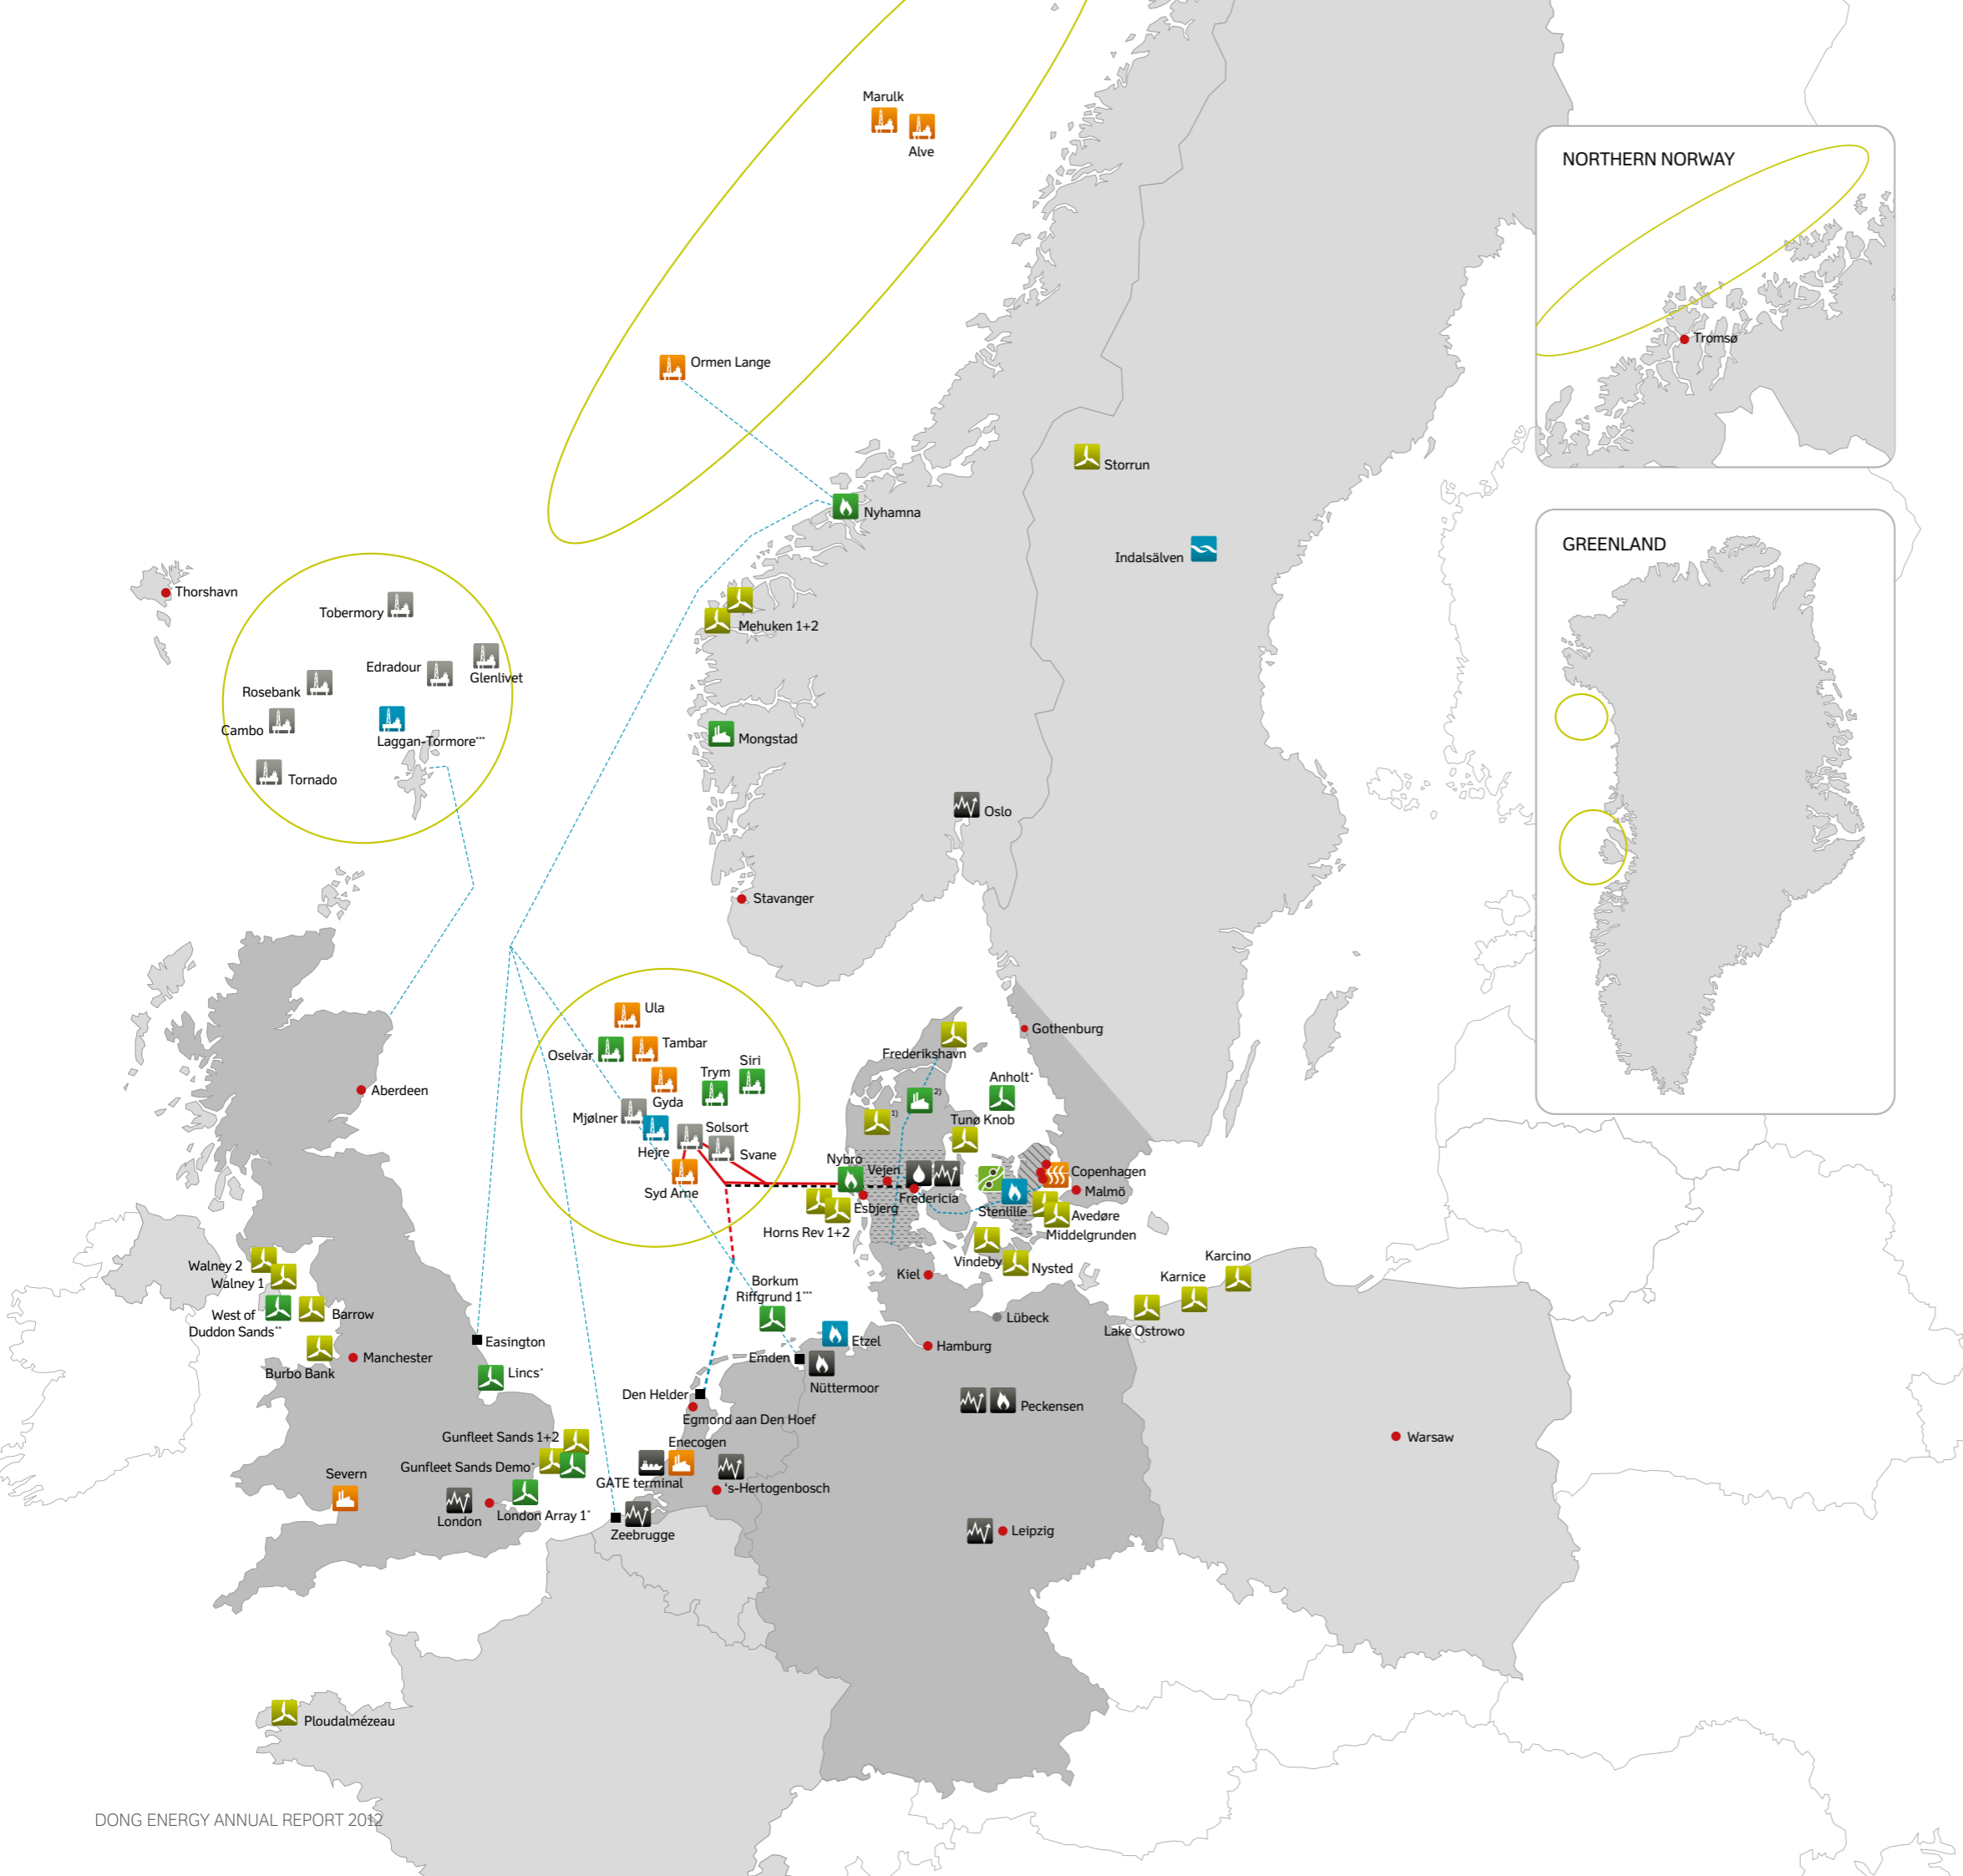 Marulk
Alve
NORTHERN NORWAY
Tromsø
Ormen Lange
Storrun
Nyhamna
Indalsälven
GREENLAND
Thorshavn
Tobermory
Mehuken 1+2
Edradour
Glenlivet
Rosebank
Cambo
Laggan-Tormore***
Mongstad
Tornado
Oslo
Stavanger
Ula
Gothenburg
Oselvar
Tambar
Frederikshavn
Siri
Trym
Anholt*
Aberdeen
Gyda
2)
Mjølner
1)
Tunø Knob
Solsort
Hejre
Svane
Nybro
Vejen
Copenhagen
Syd Arne
Malmö
Fredericia
Esbjerg
Stenlille
Avedøre
Horns Rev 1+2
Middelgrunden
Walney 2
Vindeby
Nysted
Karcino
Walney 1
Kiel
Karnice
Borkum
Riffgrund 1***
West of
Duddon Sands**
Barrow
Lübeck
Lake Ostrowo
Easington
Etzel
Hamburg
Manchester
Emden
Burbo Bank
Lincs*
Nüttermoor
Den Helder
Peckensen
Egmond aan Den Hoef
Gunfleet Sands 1+2
Enecogen
Warsaw
Gunfleet Sands Demo*
Severn
GATE terminal
's-Hertogenbosch
London
London Array 1*
Zeebrugge
Leipzig
Ploudalmézeau
DONG ENERGY ANNUAL REPORT 2012